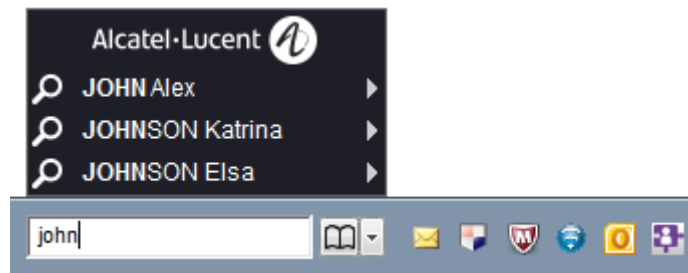 Alcatel·Lucent
JOHN Alex
JOHNSON Katrina
JOHNSON Elsa
john